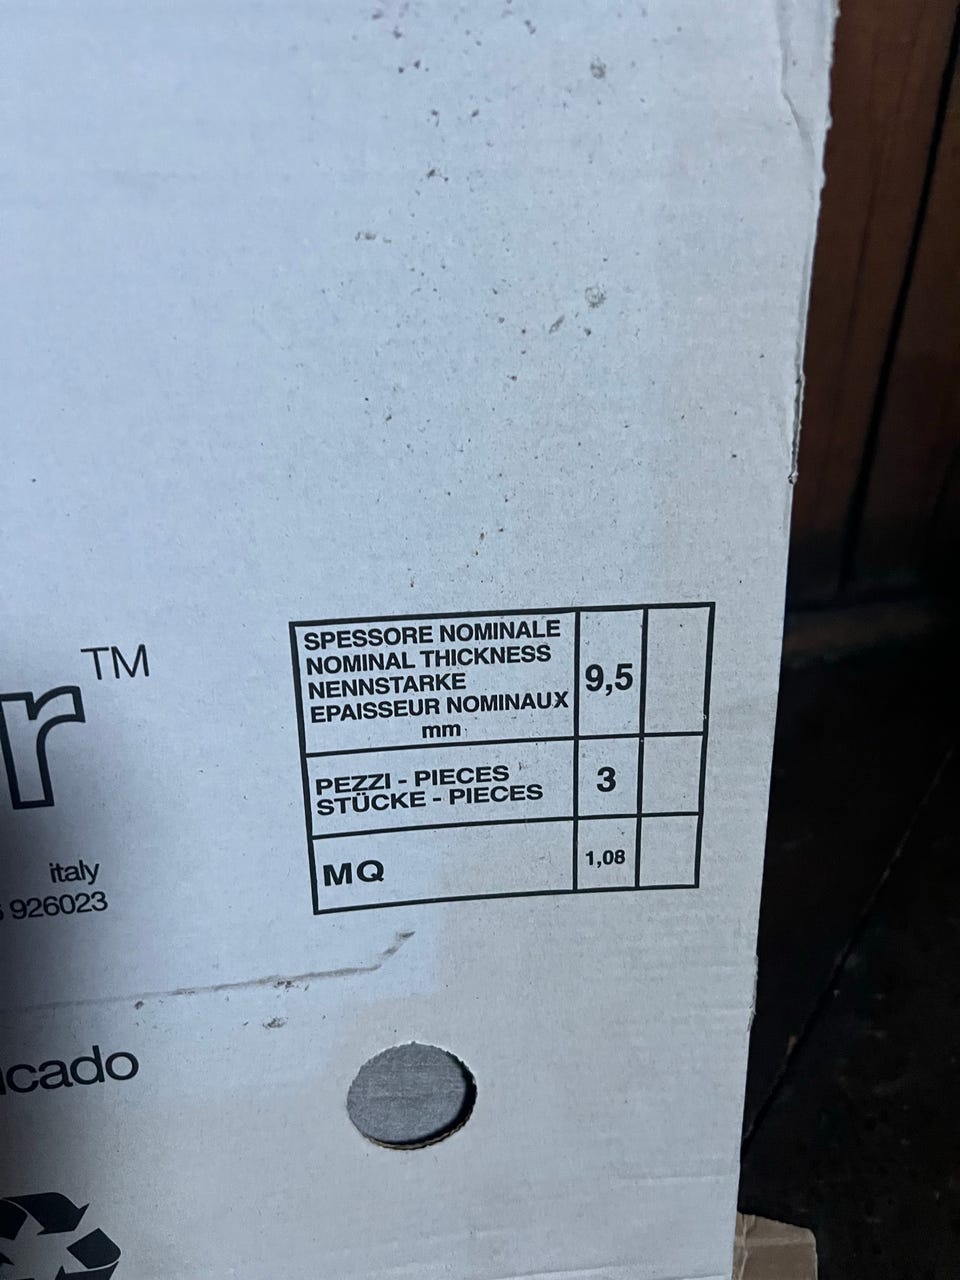 TM
r
italy
926023
SPESSORE NOMINALE
NOMINAL THICKNESS
NENNSTARKE
EPAISSEUR NOMINAUX
mm
9,5
PEZZI - PIECES
STÜCKE - PIECES
3
MQ
1,08
icado